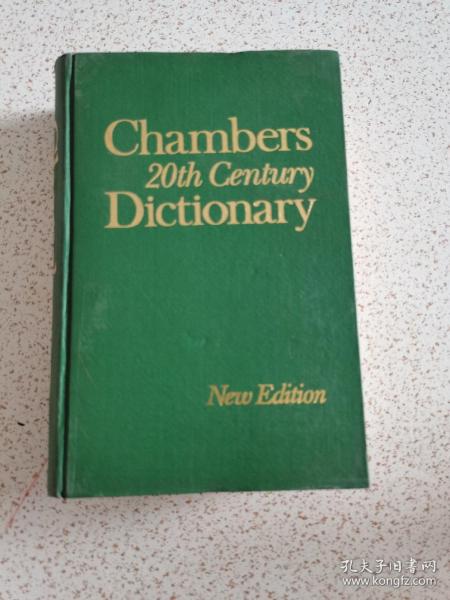 Chambers
20th Century
Dictionary
New Edition
孔夫子旧书网
www.kongfz.com